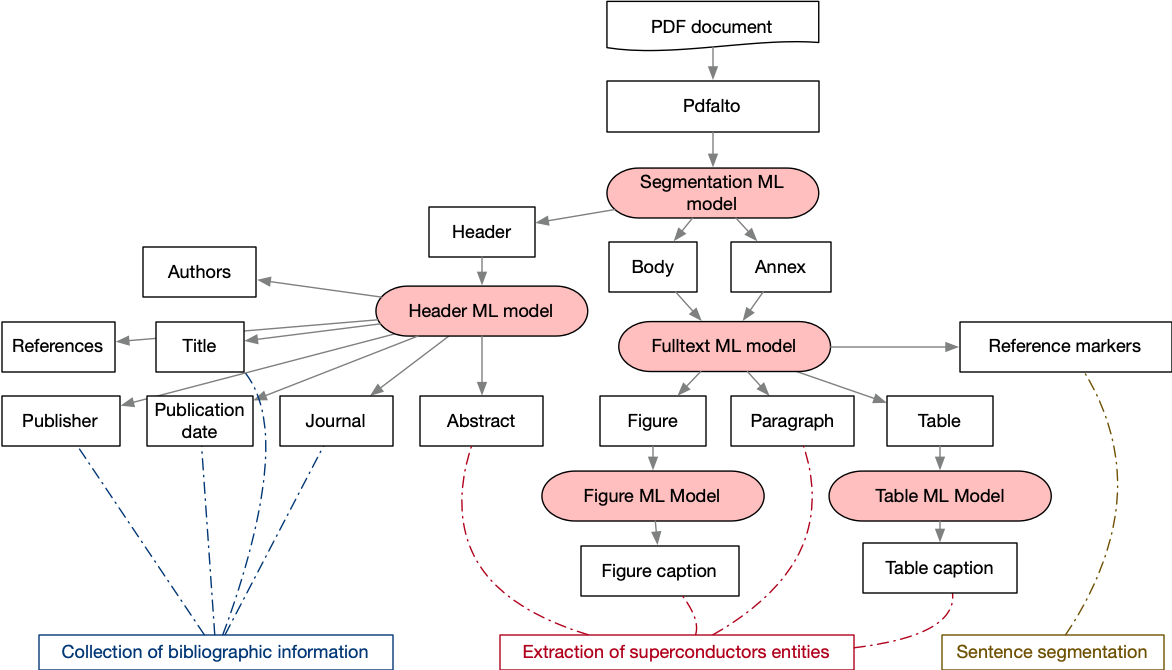 PDF document
Pdfalto
Segmentation ML
model
Header
Body
Annex
Authors
Header ML model
References
Title
Fulltext ML model
Reference markers
Publisher
Publication
date
Journal
Abstract
Figure
Paragraph
Table
Figure ML Model
Table ML Model
Figure caption
Table caption
Collection of bibliographic information
Extraction of superconductors entities
Sentence segmentation